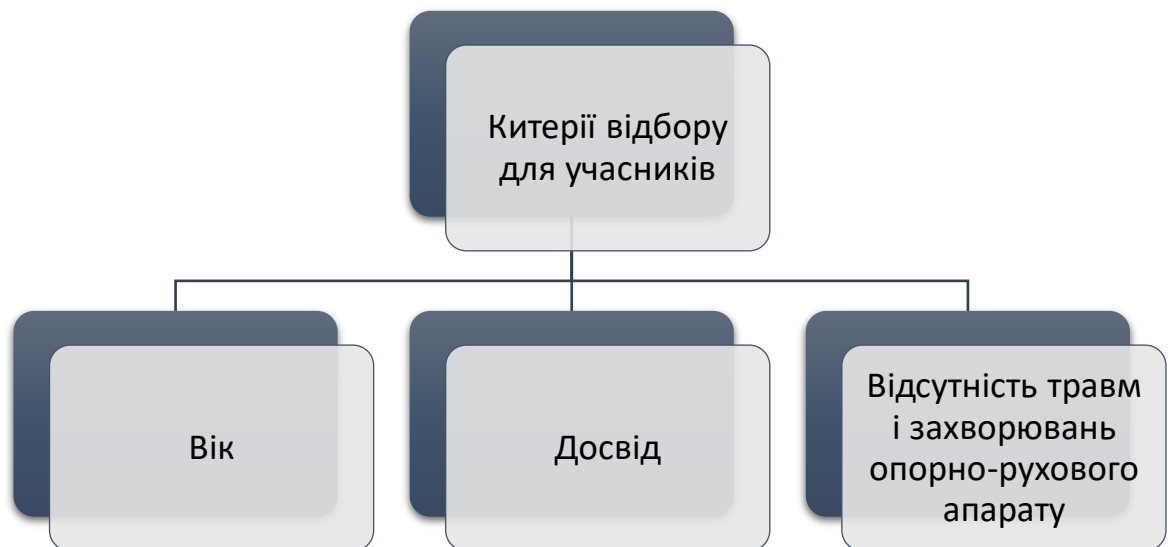 Китерії відбору
для учасників
Вік
Досвід
Відсутність травм
і захворювань
опорно-рухового
апарату